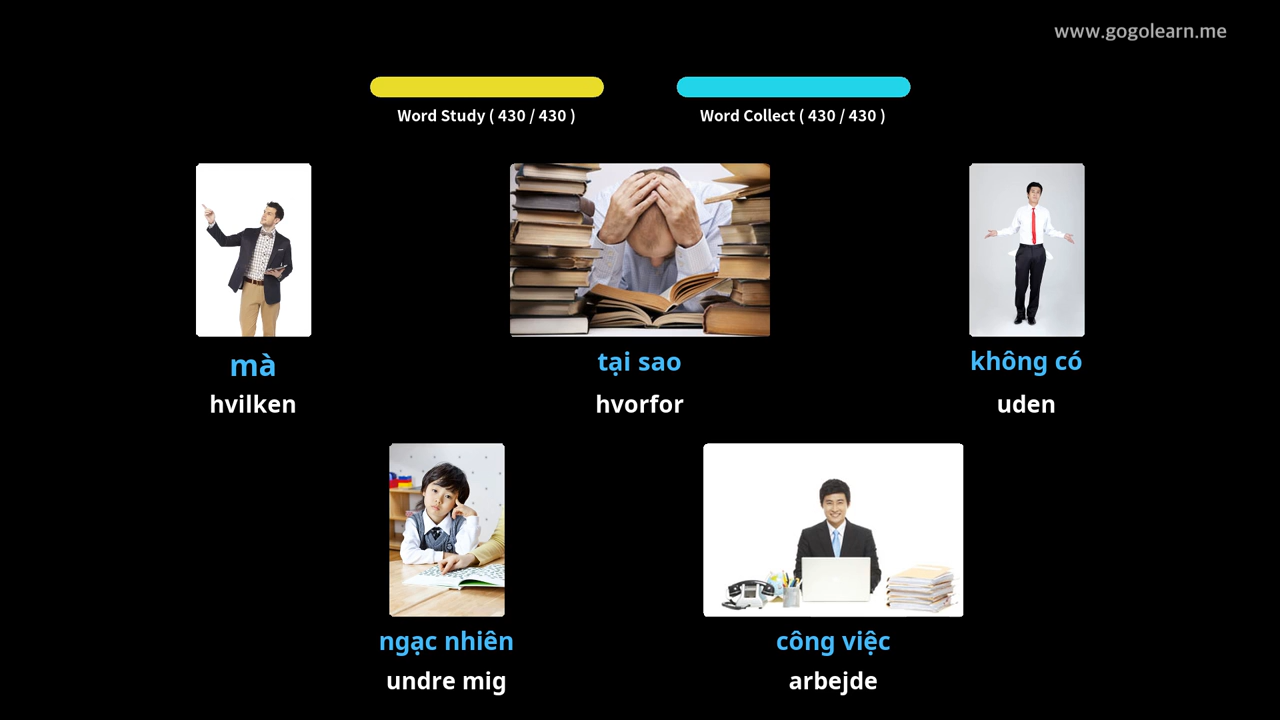 www.gogolearn.me
Word Study ( 430 / 430 )
Word Collect ( 430 / 430 )
mà
tại sao
không có
hvilken
hvorfor
uden
ngạc nhiên
công việc
undre mig
arbejde